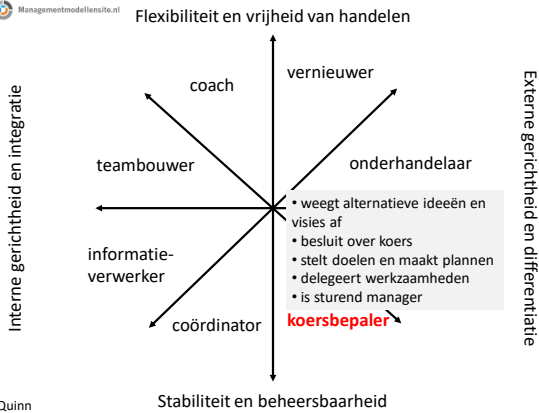 Managementmodellensite.nl
Flexibiliteit en vrijheid van handelen
coach
vernieuwer
Interne gerichtheid en integratie
Externe gerichtheid en differentiatie
teambouwer
onderhandelaar
• weegt alternatieve ideeën en
visies af
• besluit over koers
• stelt doelen en maakt plannen
• delegeert werkzaamheden
• is sturend manager
informatie-
verwerker
coördinator
koersbepaler
Stabiliteit en beheersbaarheid
Quinn